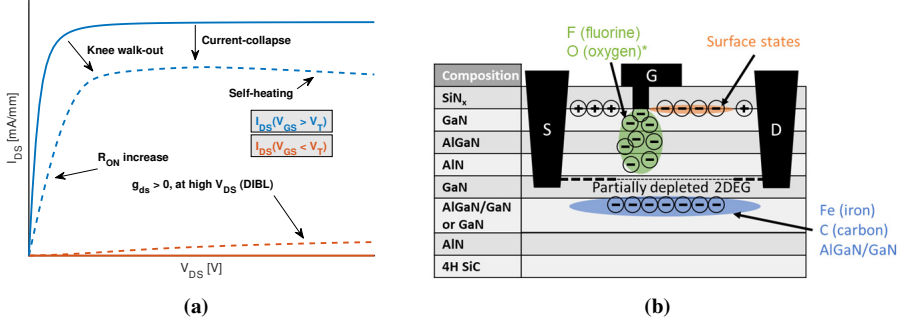 Knee walk-out
Current-collapse
Self-heating
I_DS(V_GS > V_T)
I_DS(V_GS < V_T)
R_ON increase
g_ds > 0, at high V_DS (DIBL)
I_DS [mA/mm]
V_DS [V]
(a)
F (fluorine)
O (oxygen)*
Surface states
Composition
G
SiN_x
GaN
S
D
AlGaN
AlN
GaN
Partially depleted 2DEG
AlGaN/GaN
or GaN
Fe (iron)
C (carbon)
AlGaN/GaN
AlN
4H SiC
(b)